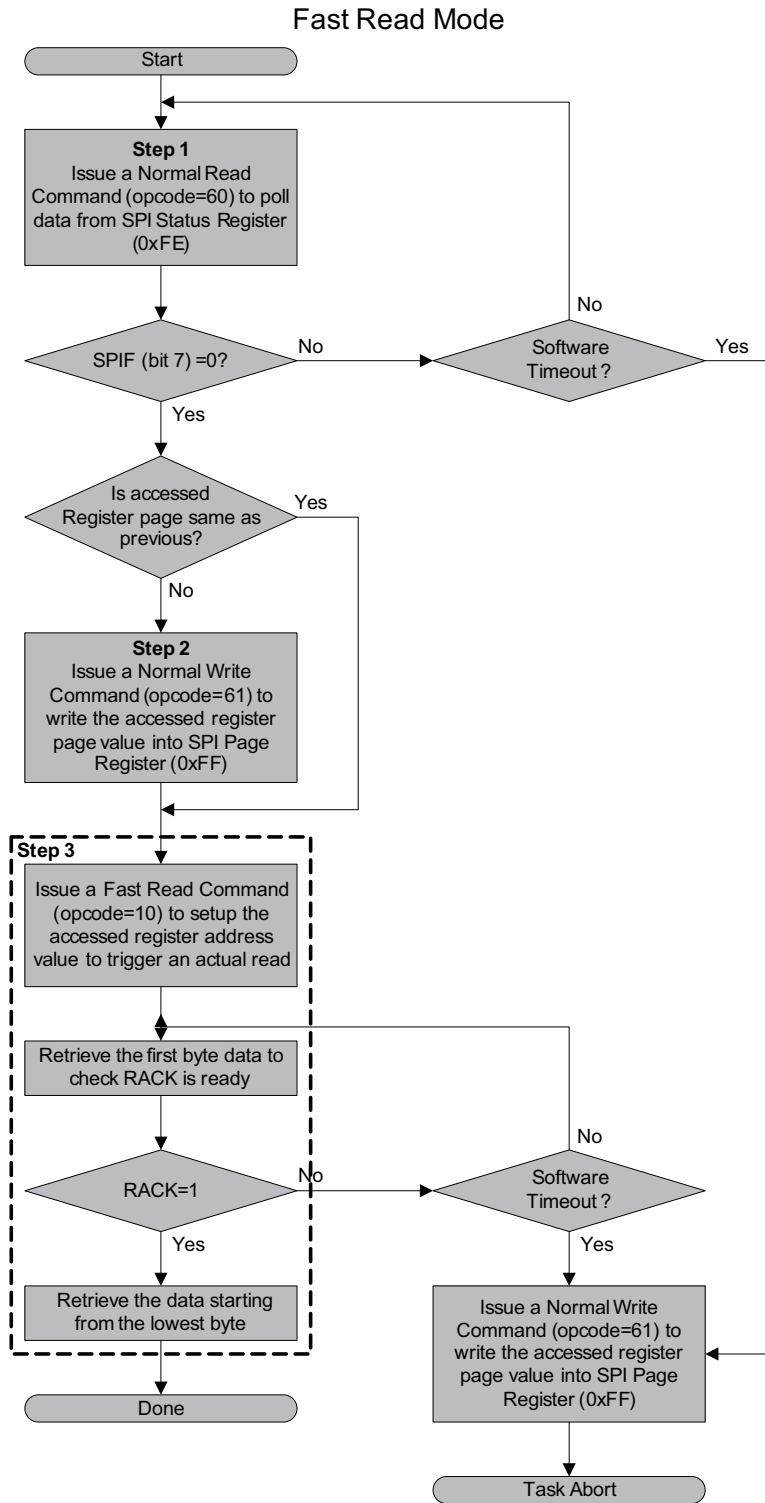 Fast Read Mode
Start
Step 1
Issue a Normal Read
Command (opcode=60) to poll
data from SPI Status Register
(0xFE)
No
SPIF (bit 7) =0?
No
Software
Timeout ?
Yes
Yes
Is accessed
Register page same as
previous?
Yes
No
Step 2
Issue a Normal Write
Command (opcode=61) to
write the accessed register
page value into SPI Page
Register (0xFF)
Step 3
Issue a Fast Read Command
(opcode=10) to setup the
accessed register address
value to trigger an actual read
Retrieve the first byte data to
check RACK is ready
No
RACK=1
No
Software
Timeout ?
Yes
Yes
Retrieve the data starting
from the lowest byte
Issue a Normal Write
Command (opcode=61) to
write the accessed register
page value into SPI Page
Register (0xFF)
Done
Task Abort